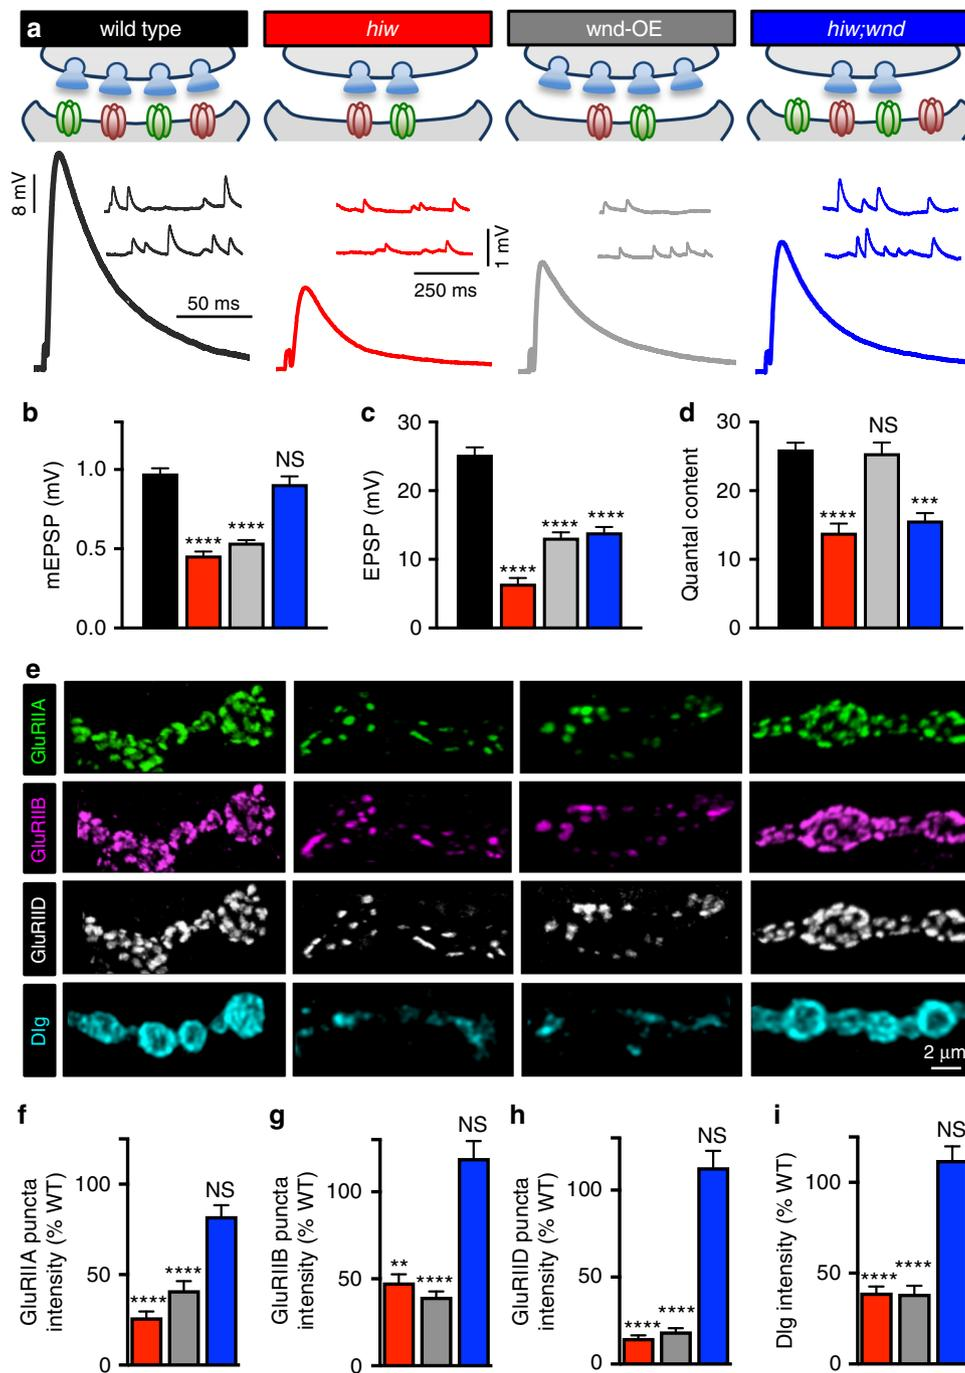 a
wild type
hiw
wnd-OE
hiw;wnd
8 mV
1 mV
50 ms
250 ms
b
mEPSP (mV)
1.0
0.5
0.0
****
****
NS
c
EPSP (mV)
30
20
10
0
****
****
****
d
Quantal content
30
20
10
0
****
NS
***
e
GluRIIA
GluRIIB
GluRIID
Dlg
2 μm
f
GluRIIA puncta
intensity (% WT)
100
50
0
****
****
NS
g
GluRIIB puncta
intensity (% WT)
100
50
0
**
****
NS
h
GluRIID puncta
intensity (% WT)
100
50
0
****
****
NS
i
Dlg intensity (% WT)
100
50
0
****
****
NS